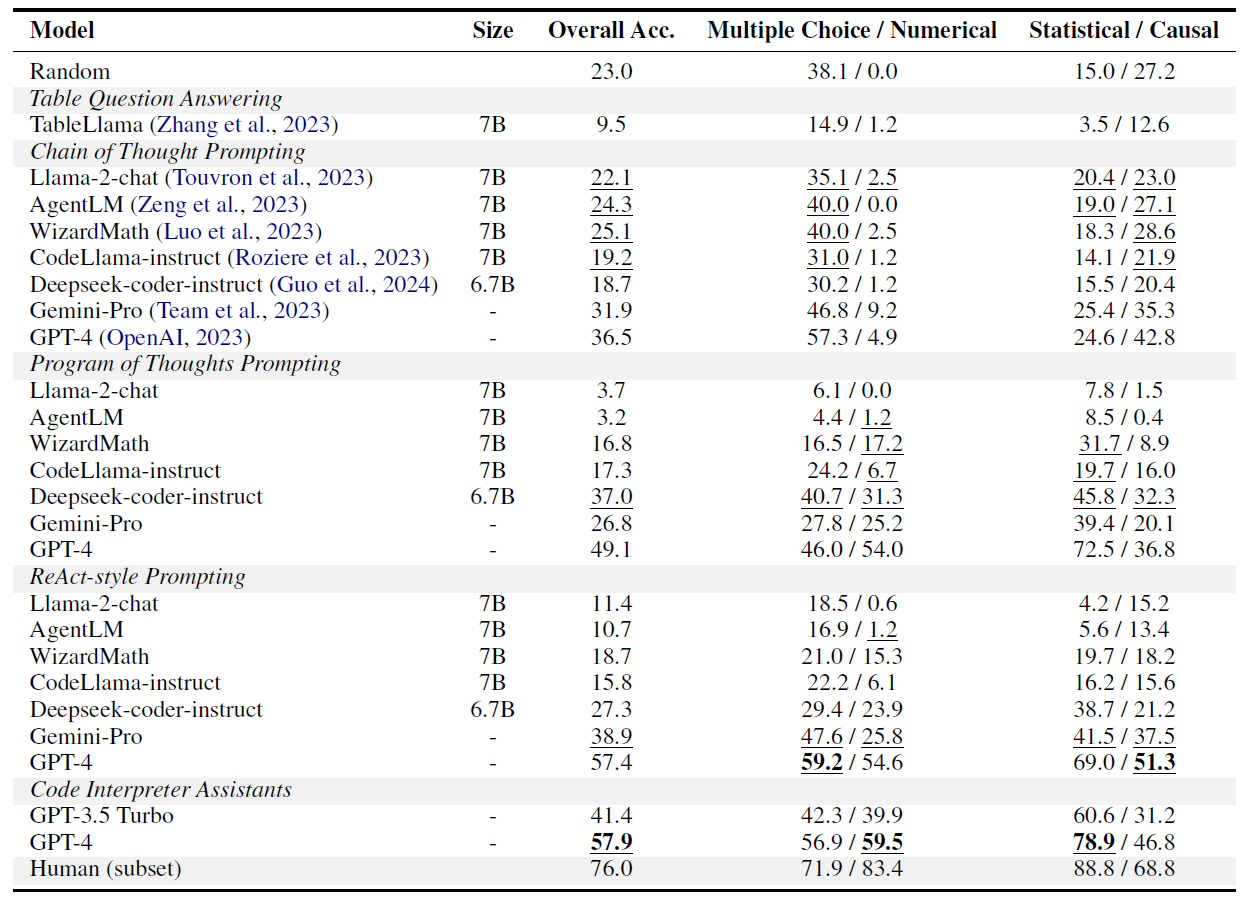 Model Size Overall Acc. Multiple Choice / Numerical Statistical / Causal
Random 23.0 38.1 / 0.0 15.0 / 27.2
Table Question Answering
TableLlama (Zhang et al., 2023) 7B 9.5 14.9 / 1.2 3.5 / 12.6
Chain of Thought Prompting
Llama-2-chat (Touvron et al., 2023) 7B 22.1 35.1 / 2.5 20.4 / 23.0
AgentLM (Zeng et al., 2023) 7B 24.3 40.0 / 0.0 19.0 / 27.1
WizardMath (Luo et al., 2023) 7B 25.1 40.0 / 2.5 18.3 / 28.6
CodeLlama-instruct (Roziere et al., 2023) 7B 19.2 31.0 / 1.2 14.1 / 21.9
Deepseek-coder-instruct (Guo et al., 2024) 6.7B 18.7 30.2 / 1.2 15.5 / 20.4
Gemini-Pro (Team et al., 2023) - 31.9 46.8 / 9.2 25.4 / 35.3
GPT-4 (OpenAI, 2023) - 36.5 57.3 / 4.9 24.6 / 42.8
Program of Thoughts Prompting
Llama-2-chat 7B 3.7 6.1 / 0.0 7.8 / 1.5
AgentLM 7B 3.2 4.4 / 1.2 8.5 / 0.4
WizardMath 7B 16.8 16.5 / 17.2 31.7 / 8.9
CodeLlama-instruct 7B 17.3 24.2 / 6.7 19.7 / 16.0
Deepseek-coder-instruct 6.7B 37.0 40.7 / 31.3 45.8 / 32.3
Gemini-Pro - 26.8 27.8 / 25.2 39.4 / 20.1
GPT-4 - 49.1 46.0 / 54.0 72.5 / 36.8
ReAct-style Prompting
Llama-2-chat 7B 11.4 18.5 / 0.6 4.2 / 15.2
AgentLM 7B 10.7 16.9 / 1.2 5.6 / 13.4
WizardMath 7B 18.7 21.0 / 15.3 19.7 / 18.2
CodeLlama-instruct 7B 15.8 22.2 / 6.1 16.2 / 15.6
Deepseek-coder-instruct 6.7B 27.3 29.4 / 23.9 38.7 / 21.2
Gemini-Pro - 38.9 47.6 / 25.8 41.5 / 37.5
GPT-4 - 57.4 59.2 / 54.6 69.0 / 51.3
Code Interpreter Assistants
GPT-3.5 Turbo - 41.4 42.3 / 39.9 60.6 / 31.2
GPT-4 - 57.9 56.9 / 59.5 78.9 / 46.8
Human (subset) 76.0 71.9 / 83.4 88.8 / 68.8